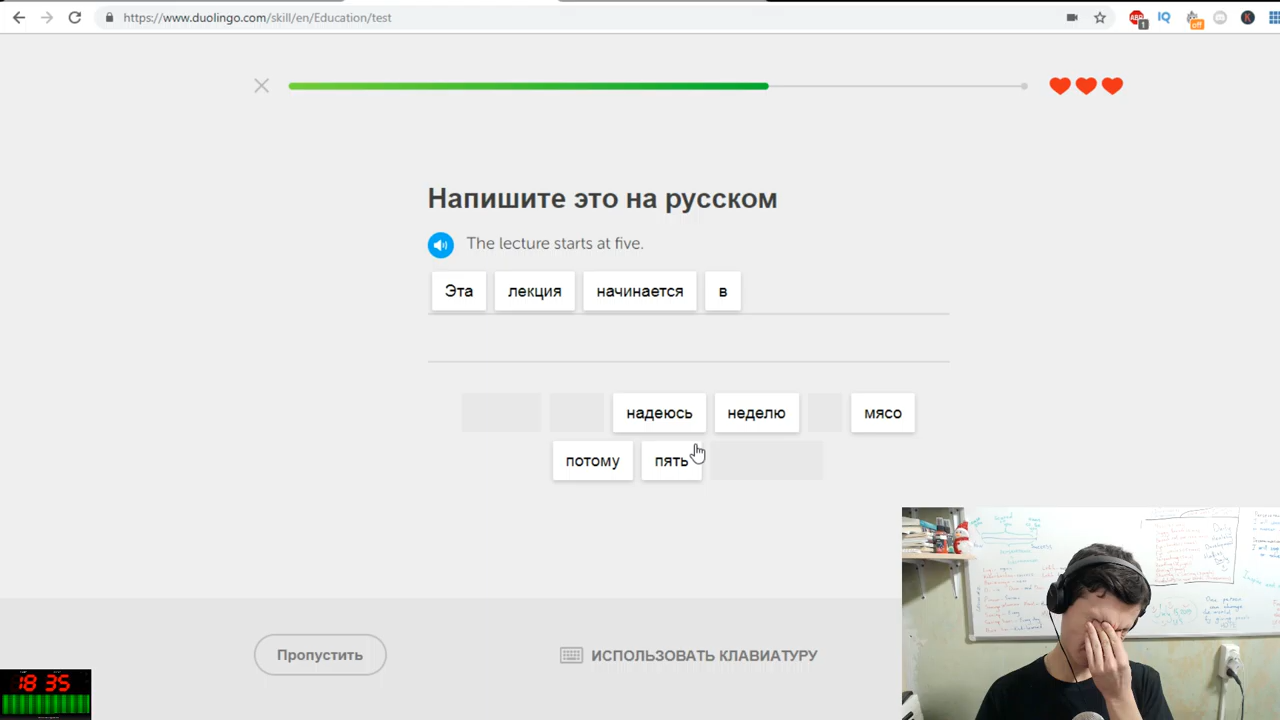 https://www.duolingo.com/skill/en/Education/test
Напишите это на русском
The lecture starts at five.
Эта лекция начинается в
надеюсь неделю мясо
потому пять
Пропустить
ИСПОЛЬЗОВАТЬ КЛАВИАТУРУ
18 35